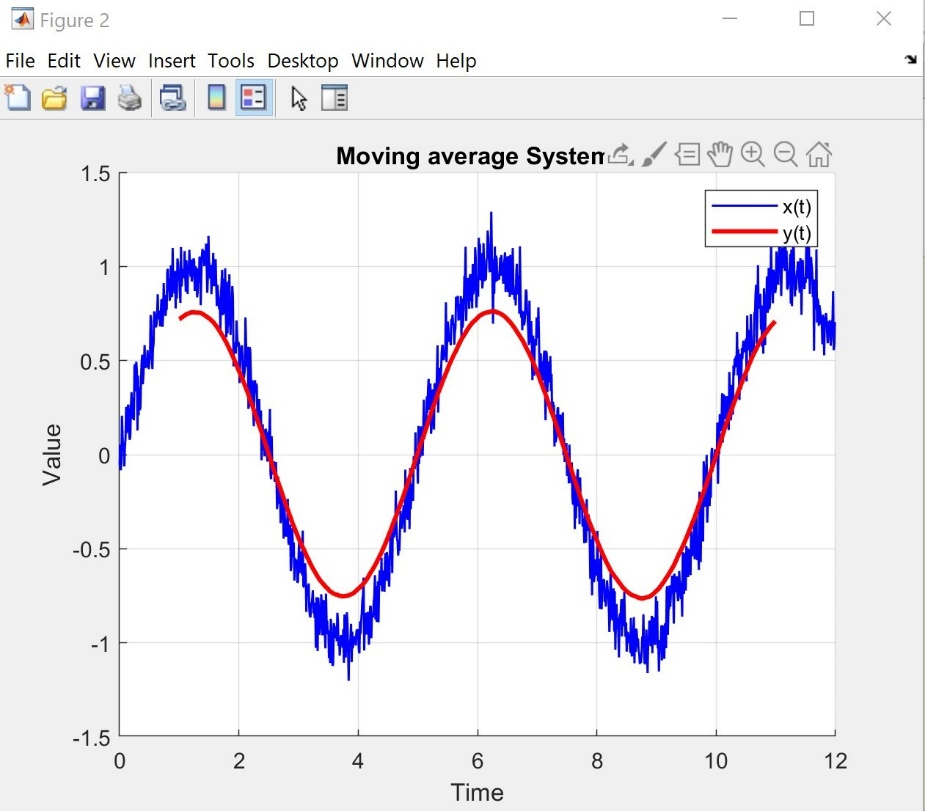 Figure 2
File Edit View Insert Tools Desktop Window Help
Moving average System
1.5
x(t)
y(t)
1
0.5
0
-0.5
-1
-1.5
Value
0 2 4 6 8 10 12
Time